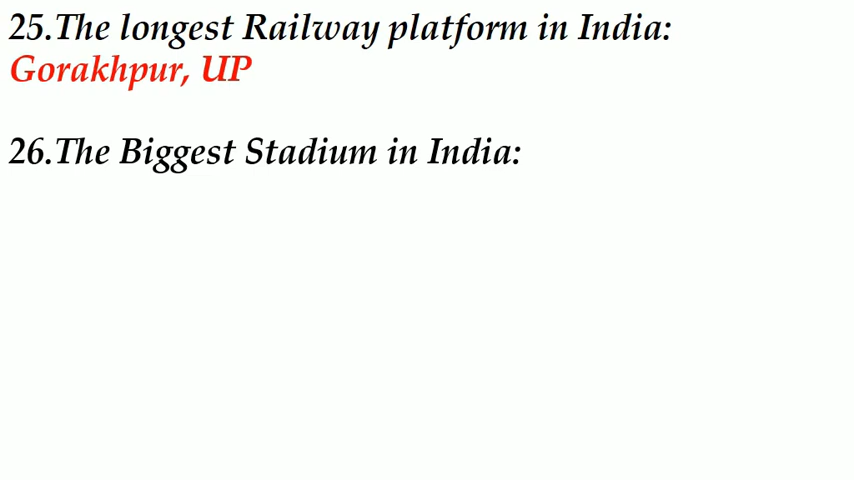 25.The longest Railway platform in India:
Gorakhpur, UP
26.The Biggest Stadium in India: